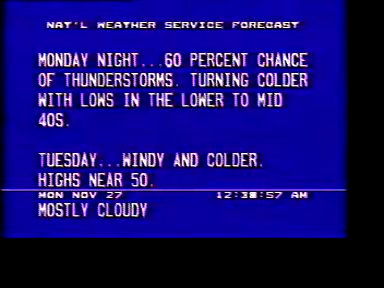 NAT'L WEATHER SERVICE FORECAST
MONDAY NIGHT...60 PERCENT CHANCE
OF THUNDERSTORMS. TURNING COLDER
WITH LOWS IN THE LOWER TO MID
40S.
TUESDAY...WINDY AND COLDER.
HIGHS NEAR 50.
MON NOV 27 12:38:57 AM
MOSTLY CLOUDY